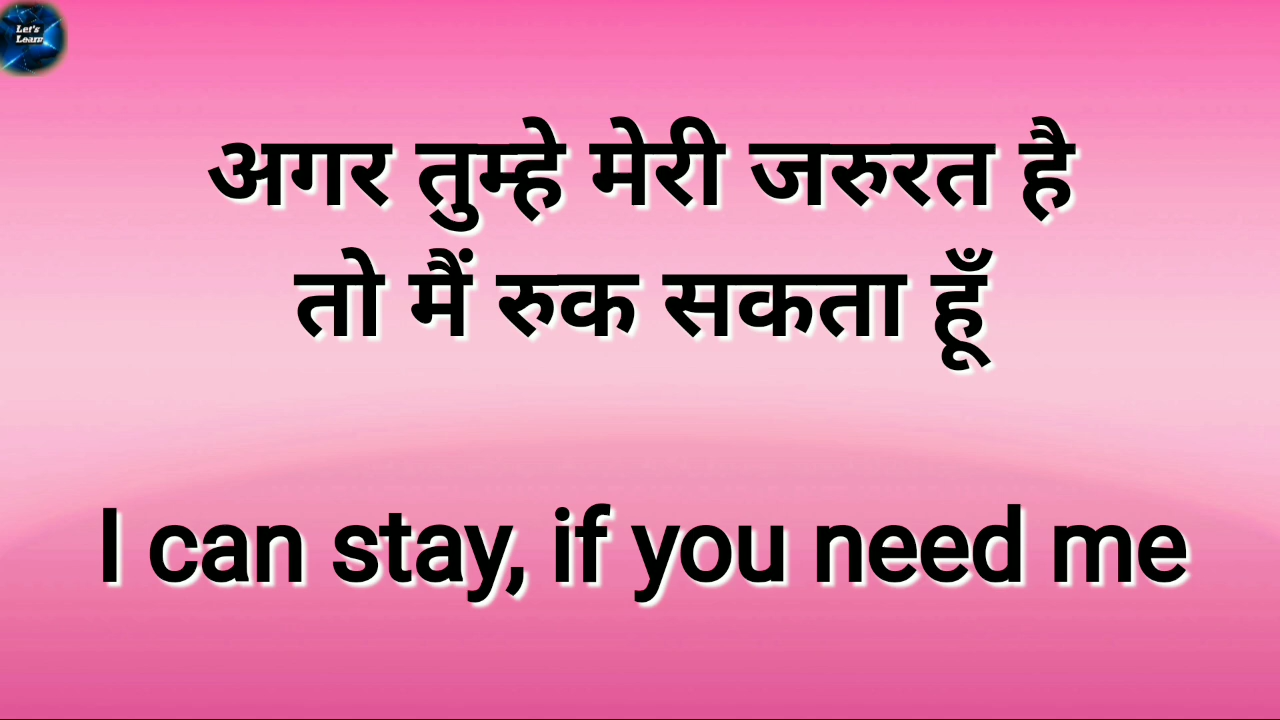 Let's
Learn
अगर तुम्हे मेरी जरुरत है
तो मैं रुक सकता हूँ
I can stay, if you need me